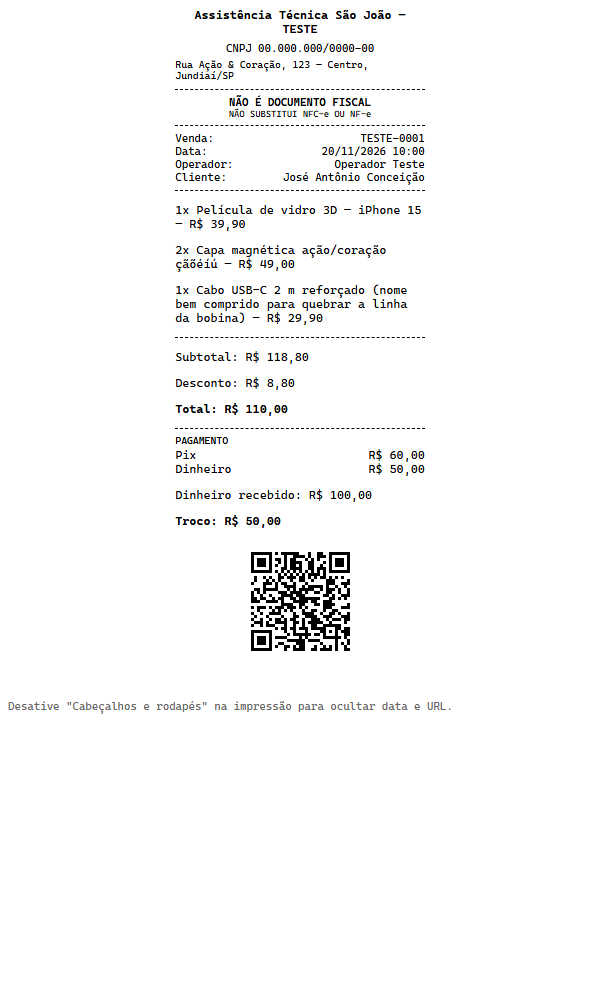 Assistência Técnica São João —
TESTE
CNPJ 00.000.000/0000-00
Rua Ação & Coração, 123 — Centro,
Jundiaí/SP
NÃO É DOCUMENTO FISCAL
NÃO SUBSTITUI NFC-e OU NF-e
Venda: TESTE-0001
Data: 20/11/2026 10:00
Operador: Operador Teste
Cliente: José Antônio Conceição
1x Película de vidro 3D — iPhone 15
— R$ 39,90
2x Capa magnética ação/coração
çãõéíú — R$ 49,00
1x Cabo USB-C 2 m reforçado (nome
bem comprido para quebrar a linha
da bobina) — R$ 29,90
Subtotal: R$ 118,80
Desconto: R$ 8,80
Total: R$ 110,00
PAGAMENTO
Pix R$ 60,00
Dinheiro R$ 50,00
Dinheiro recebido: R$ 100,00
Troco: R$ 50,00
Desative "Cabeçalhos e rodapés" na impressão para ocultar data e URL.